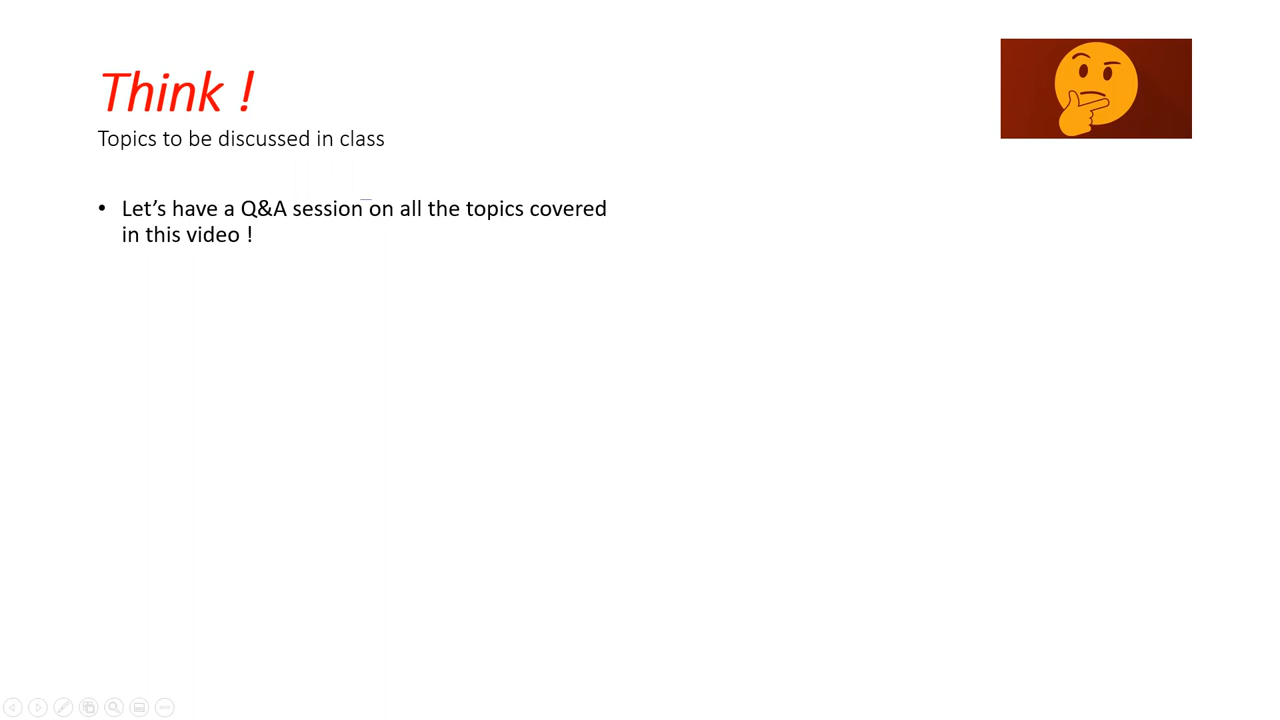 Think !
Topics to be discussed in class
• Let’s have a Q&A session on all the topics covered
in this video !